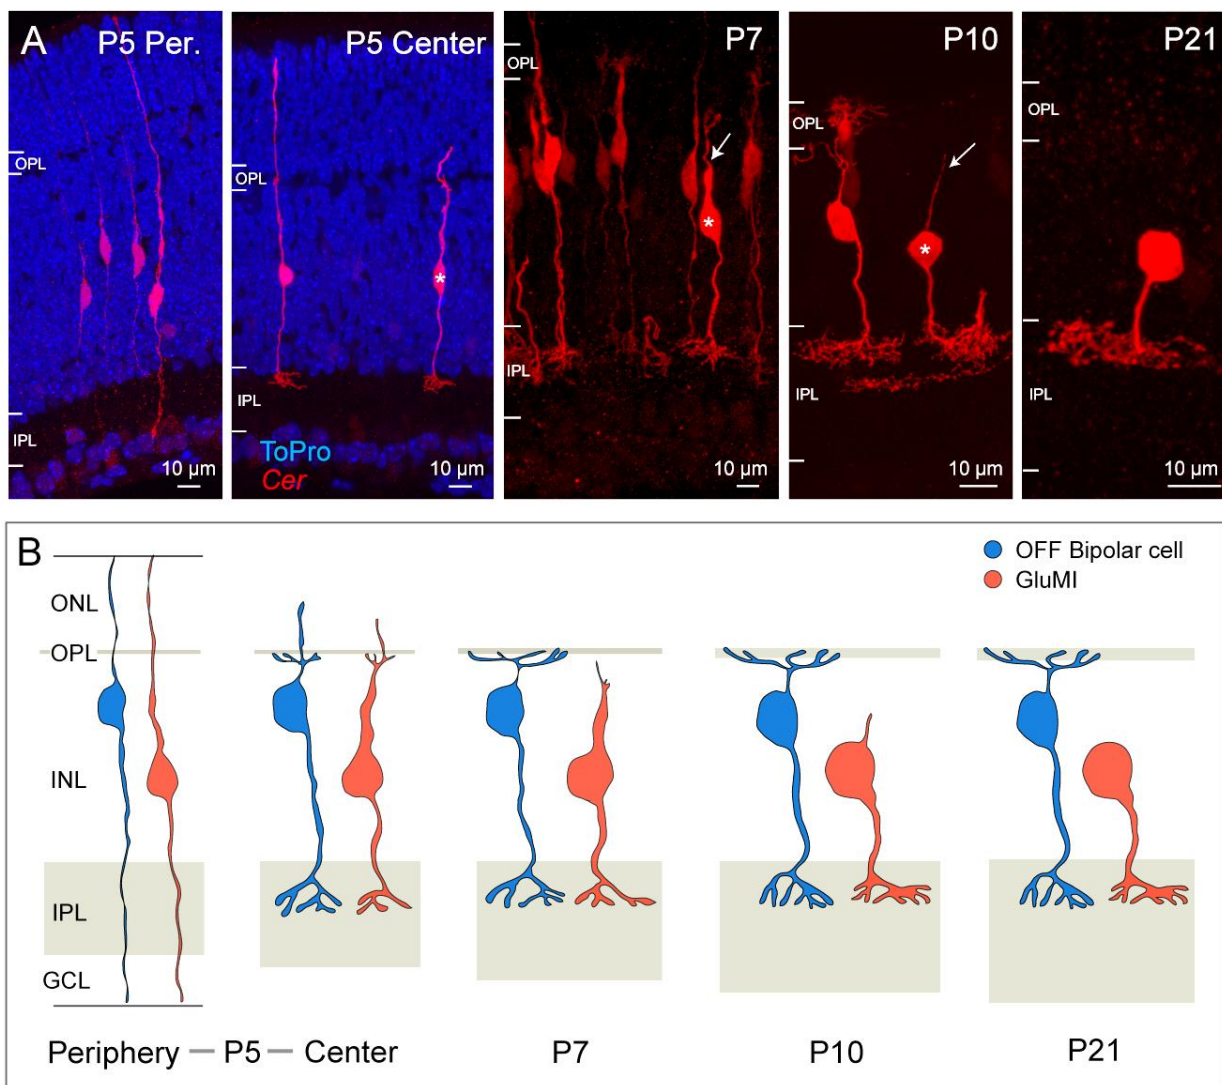 A
P5 Per.
OPL
IPL
10 µm
P5 Center
OPL
IPL
ToPro
Cer
10 µm
P7
OPL
*
IPL
10 µm
P10
OPL
*
IPL
10 µm
P21
OPL
IPL
10 µm
B
OFF Bipolar cell
GluMI
ONL
OPL
INL
IPL
GCL
Periphery — P5 — Center
P7
P10
P21